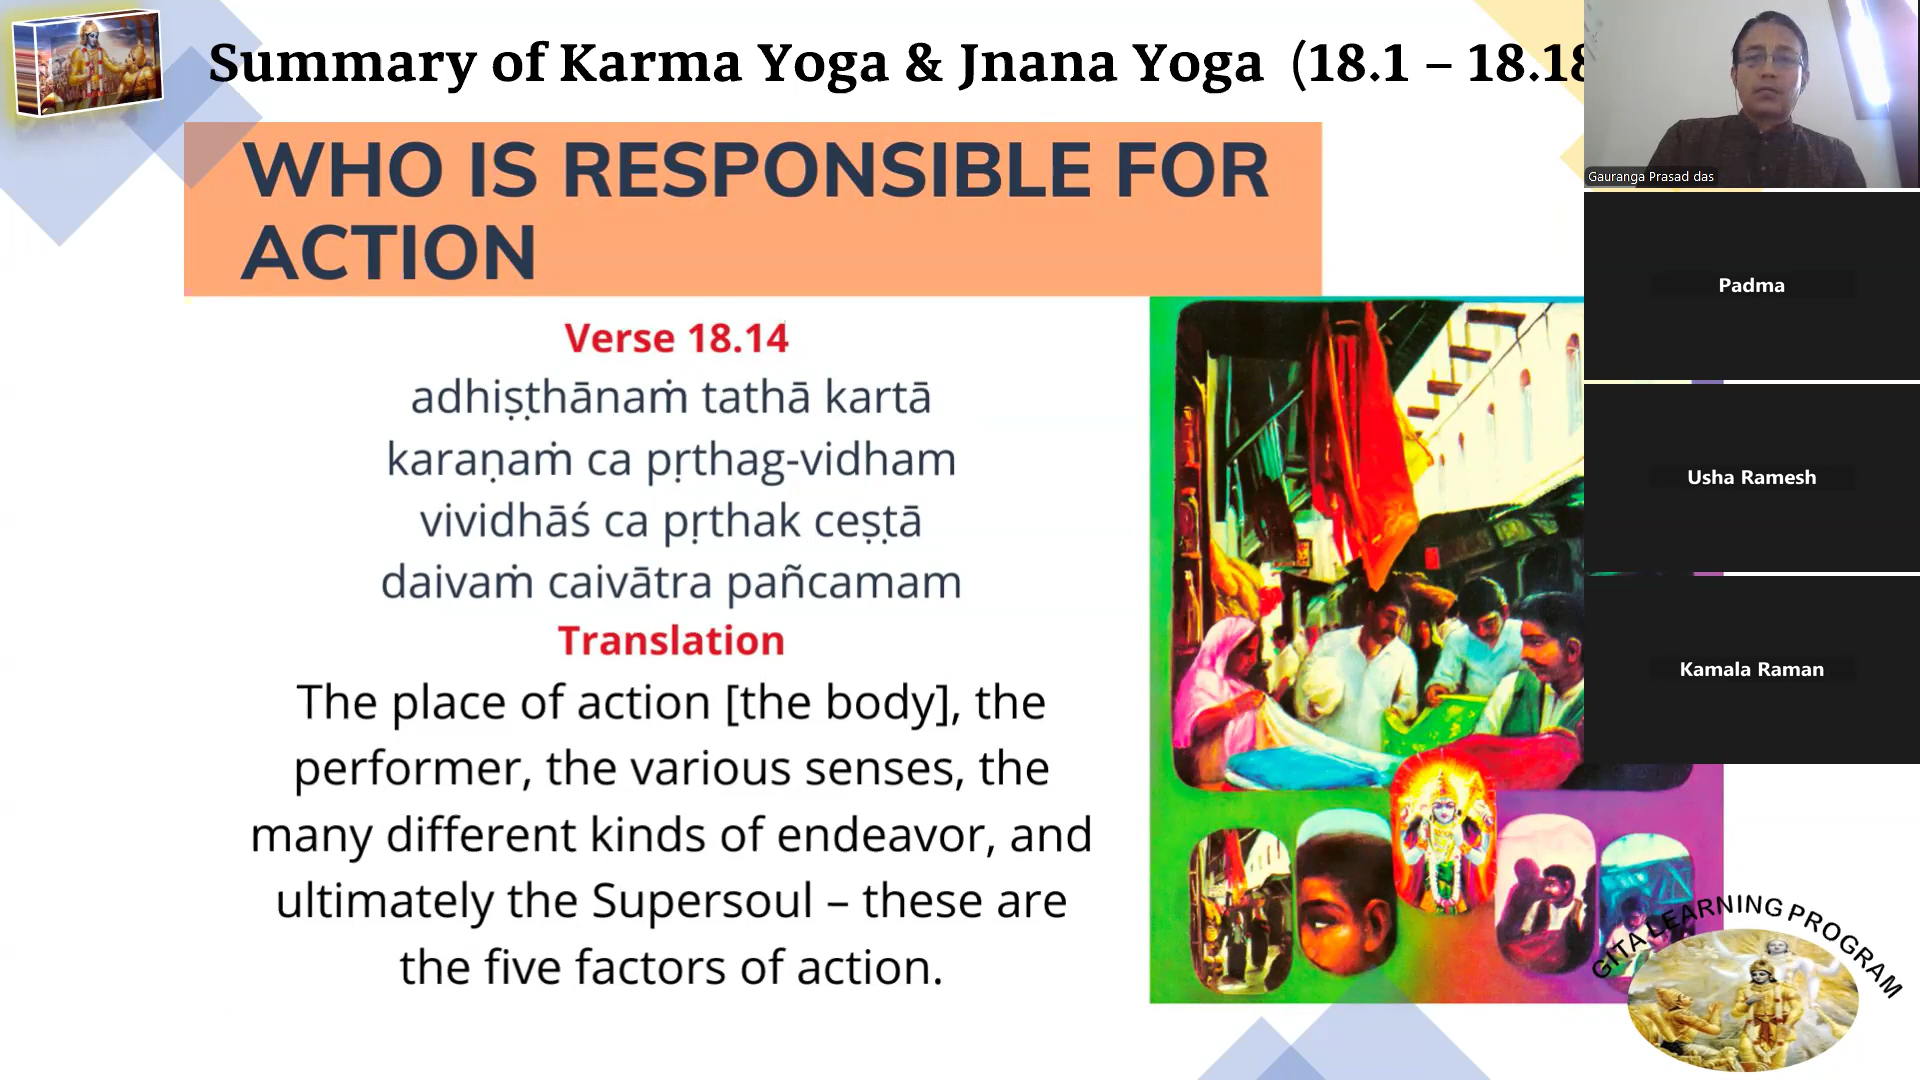 Summary of Karma Yoga & Jnana Yoga (18.1 – 18.18
WHO IS RESPONSIBLE FOR
ACTION
Verse 18.14
adhiṣṭhānaṁ tathā kartā
karaṇaṁ ca pṛthag-vidham
vividhāś ca pṛthak ceṣṭā
daivaṁ caivātra pañcamam
Translation
The place of action [the body], the
performer, the various senses, the
many different kinds of endeavor, and
ultimately the Supersoul – these are
the five factors of action.
Gauranga Prasad das
Padma
Usha Ramesh
Kamala Raman
GITA LEARNING PROGRAM